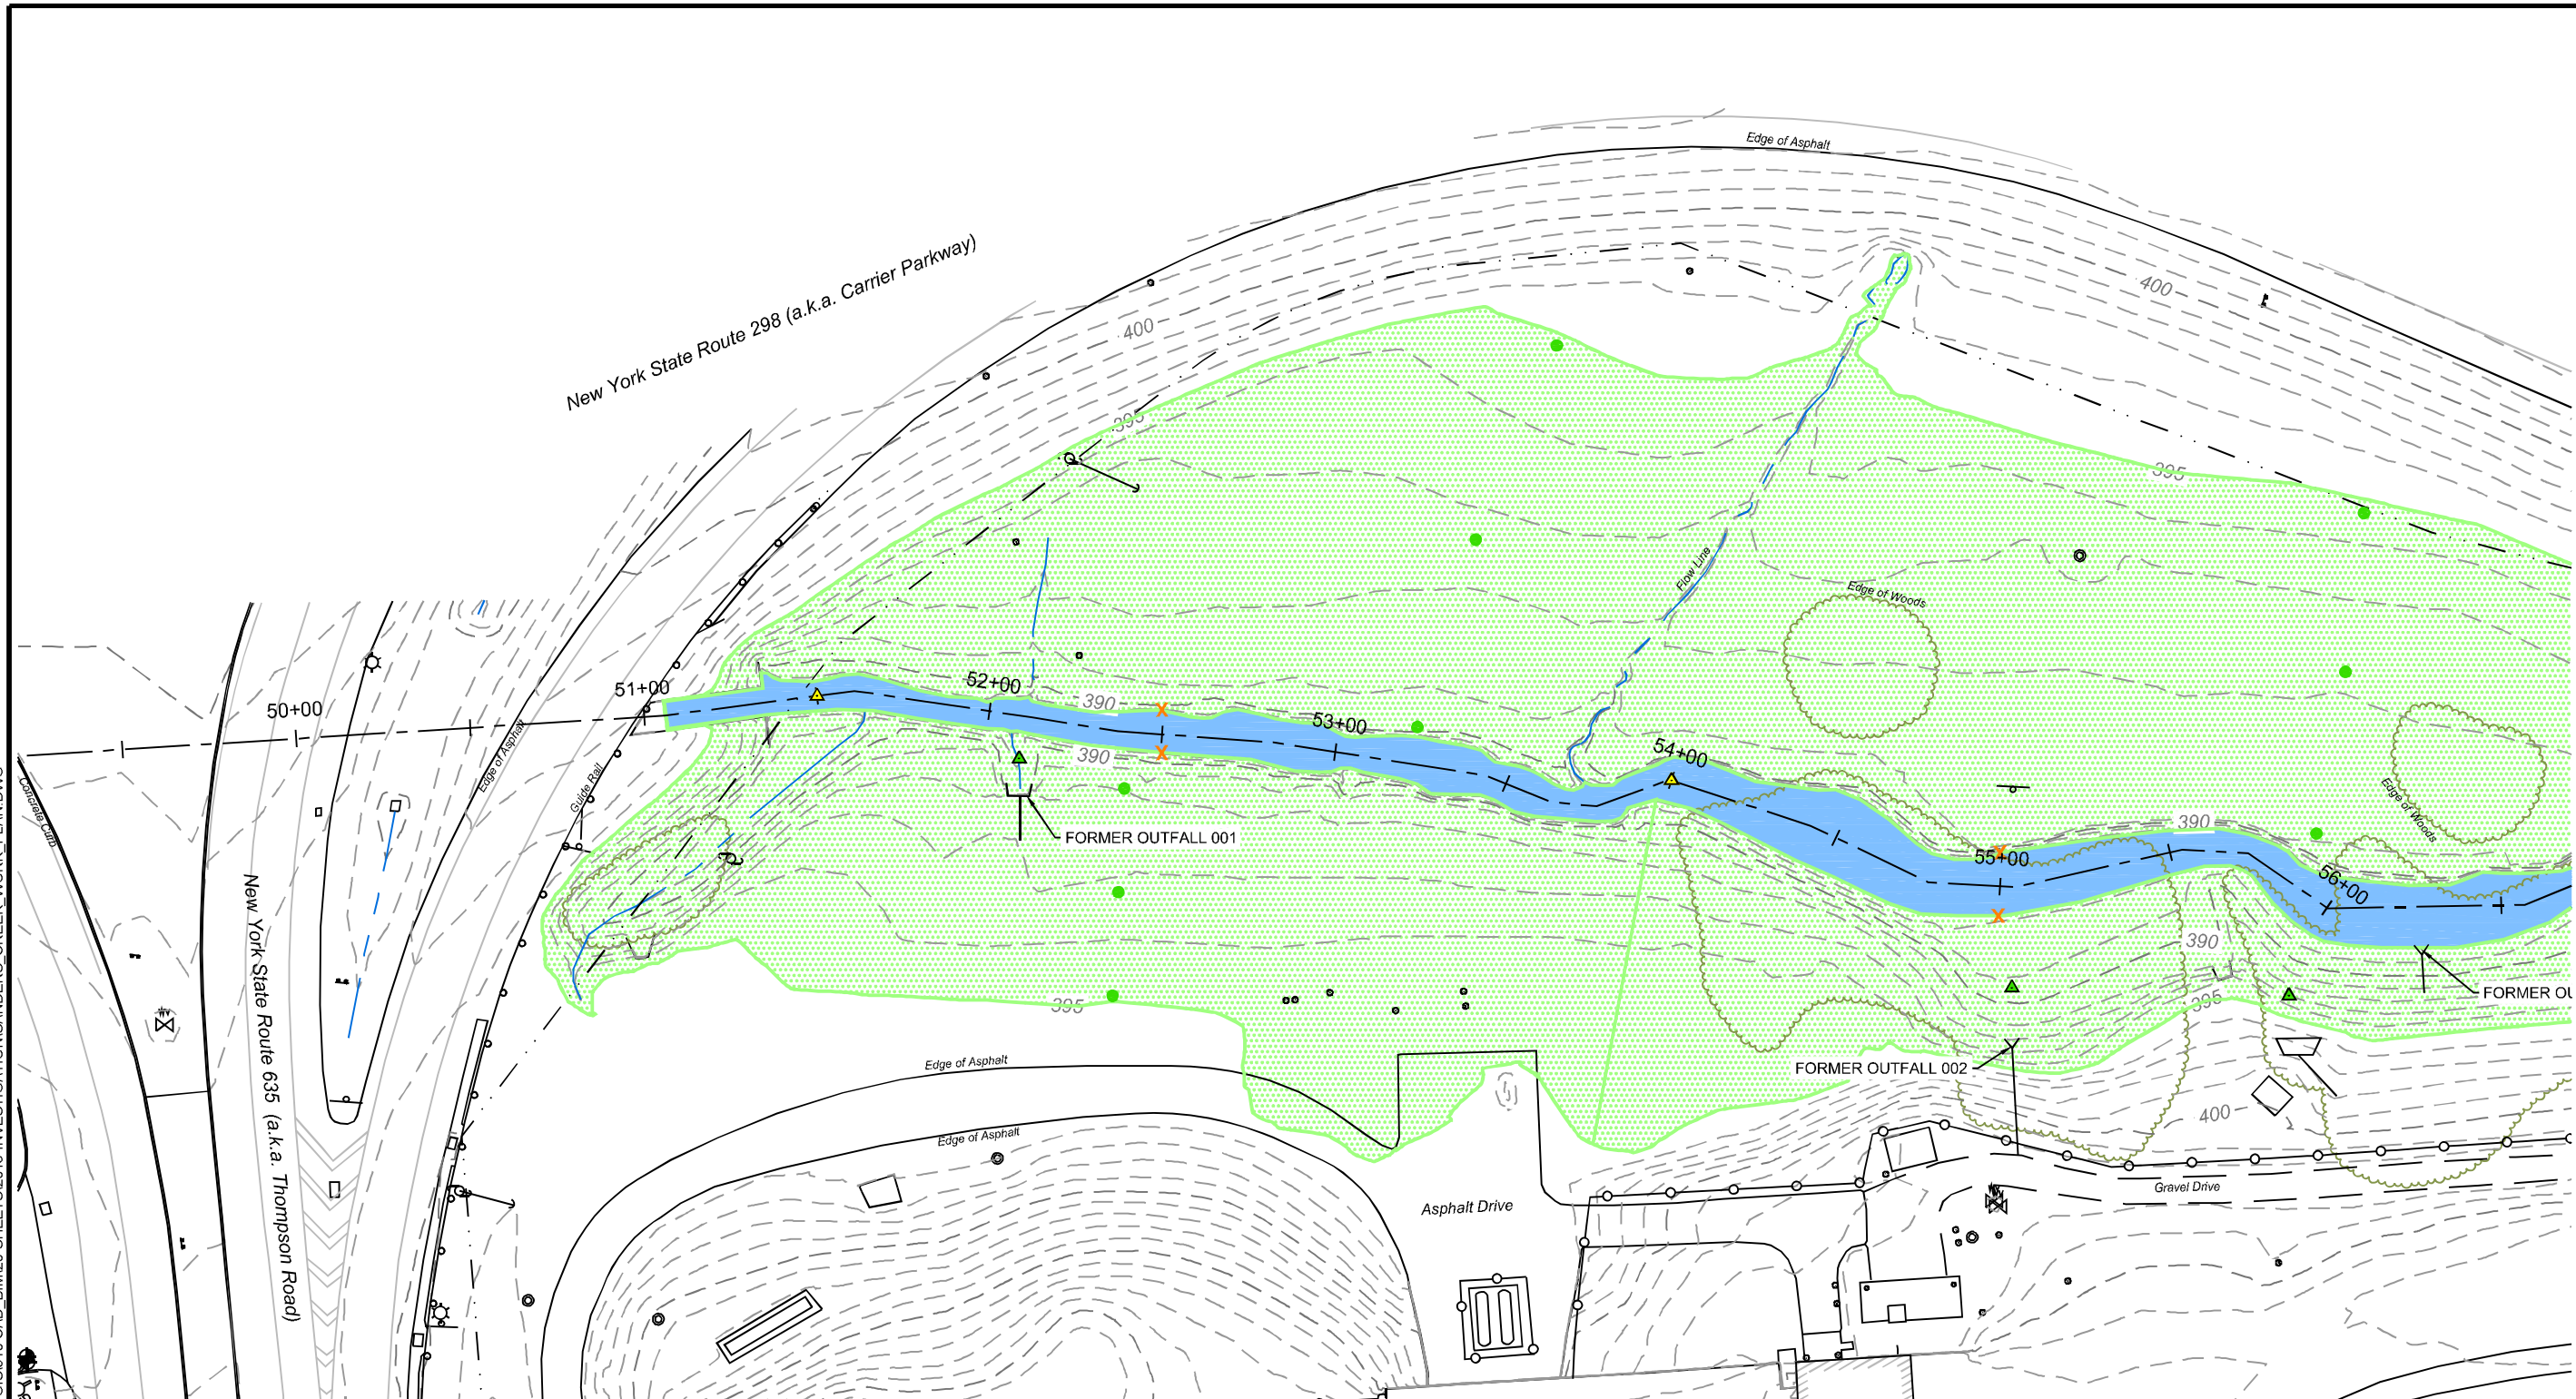 Edge of Asphalt
New York State Route 298 (a.k.a. Carrier Parkway)
400
400
395
395
Flow Line
Edge of Woods
50+00
51+00
52+00
390
53+00
54+00
390
390
55+00
56+00
Edge of Asphalt
Guide Rail
Concrete Curb
Edge of Woods
FORMER OUTFALL 001
New York State Route 635 (a.k.a. Thompson Road)
390
395
395
FORMER OU
Edge of Asphalt
FORMER OUTFALL 002
400
Edge of Asphalt
Asphalt Drive
Gravel Drive